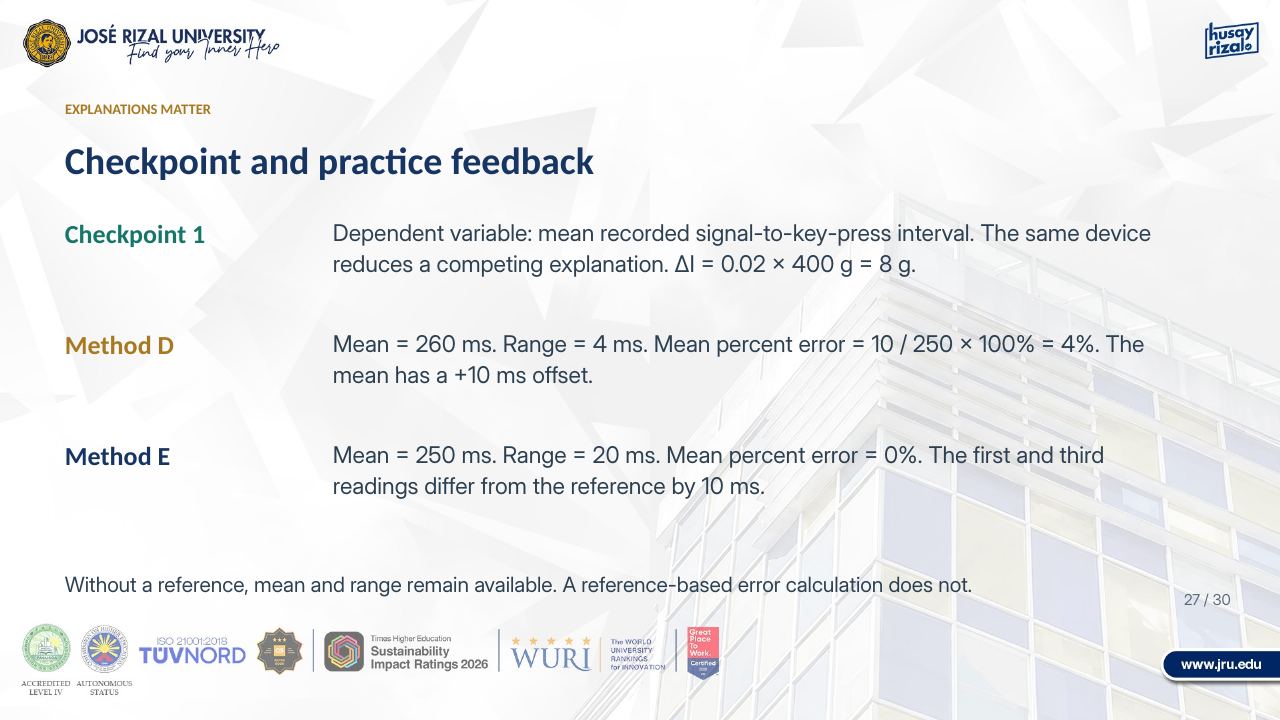 JOSÉ RIZAL UNIVERSITY
Find your Inner Hero
husay
rizal
EXPLANATIONS MATTER
Checkpoint and practice feedback
Checkpoint 1
Dependent variable: mean recorded signal-to-key-press interval. The same device
reduces a competing explanation. ΔI = 0.02 × 400 g = 8 g.
Method D
Mean = 260 ms. Range = 4 ms. Mean percent error = 10 / 250 × 100% = 4%. The
mean has a +10 ms offset.
Method E
Mean = 250 ms. Range = 20 ms. Mean percent error = 0%. The first and third
readings differ from the reference by 10 ms.
Without a reference, mean and range remain available. A reference-based error calculation does not.
27 / 30
ACCREDITED
LEVEL IV
AUTONOMOUS
STATUS
ISO 21001:2018
TÜVNORD
Times Higher Education
Sustainability
Impact Ratings 2026
WURI
The WORLD
UNIVERSITY
RANKINGS
for INNOVATION
Great
Place
To
Work.
Certified
www.jru.edu